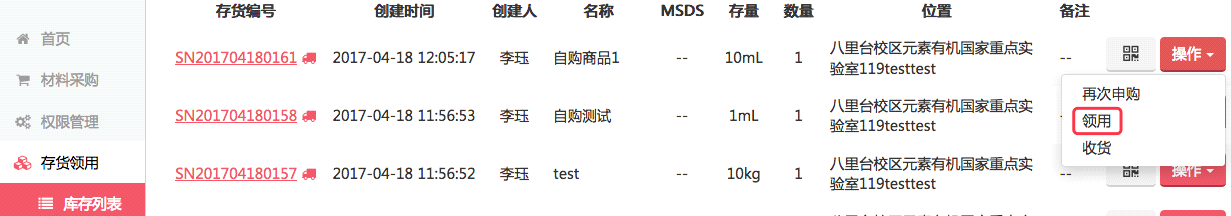 存货编号 创建时间 创建人 名称 MSDS 存量 数量 位置 备注
首页
材料采购
权限管理
存货领用
库存列表
SN201704180161 2017-04-18 12:05:17 李珏 自购商品1 -- 10mL 1 八里台校区元素有机国家重点实 -- 操作
验室119testtest
再次申购
领用
收货
SN201704180158 2017-04-18 11:56:53 李珏 自购测试 -- 1mL 1 八里台校区元素有机国家重点实
验室119testtest
SN201704180157 2017-04-18 11:56:52 李珏 test -- 10kg 1 八里台校区元素有机国家重点实 操作
验室119testtest